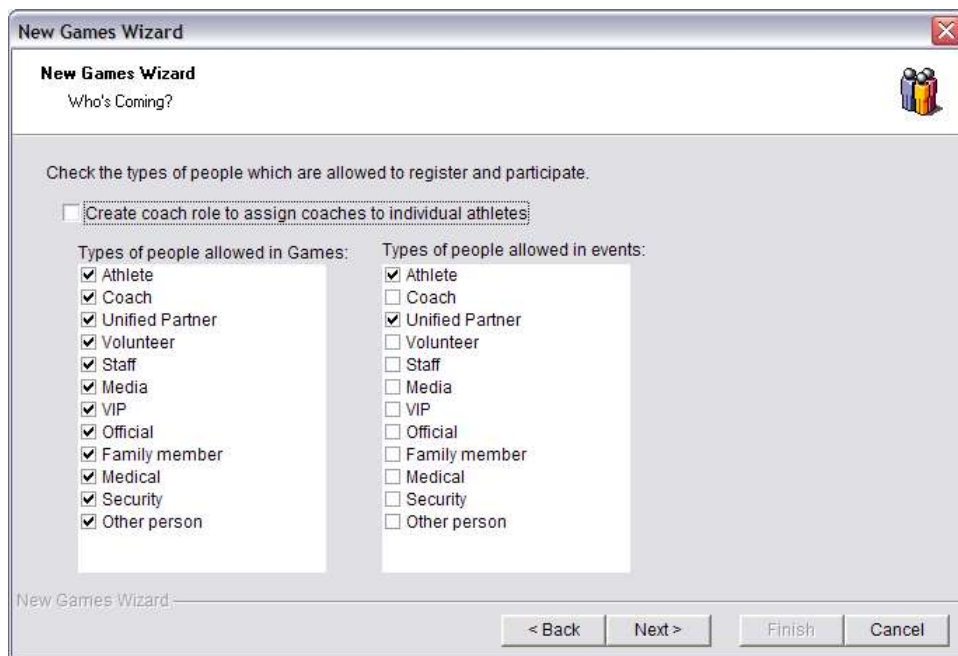 New Games Wizard
New Games Wizard
Who's Coming?
Check the types of people which are allowed to register and participate.
Create coach role to assign coaches to individual athletes
Types of people allowed in Games:
Athlete
Coach
Unified Partner
Volunteer
Staff
Media
VIP
Official
Family member
Medical
Security
Other person
Types of people allowed in events:
Athlete
Coach
Unified Partner
Volunteer
Staff
Media
VIP
Official
Family member
Medical
Security
Other person
New Games Wizard
< Back
Next >
Finish
Cancel